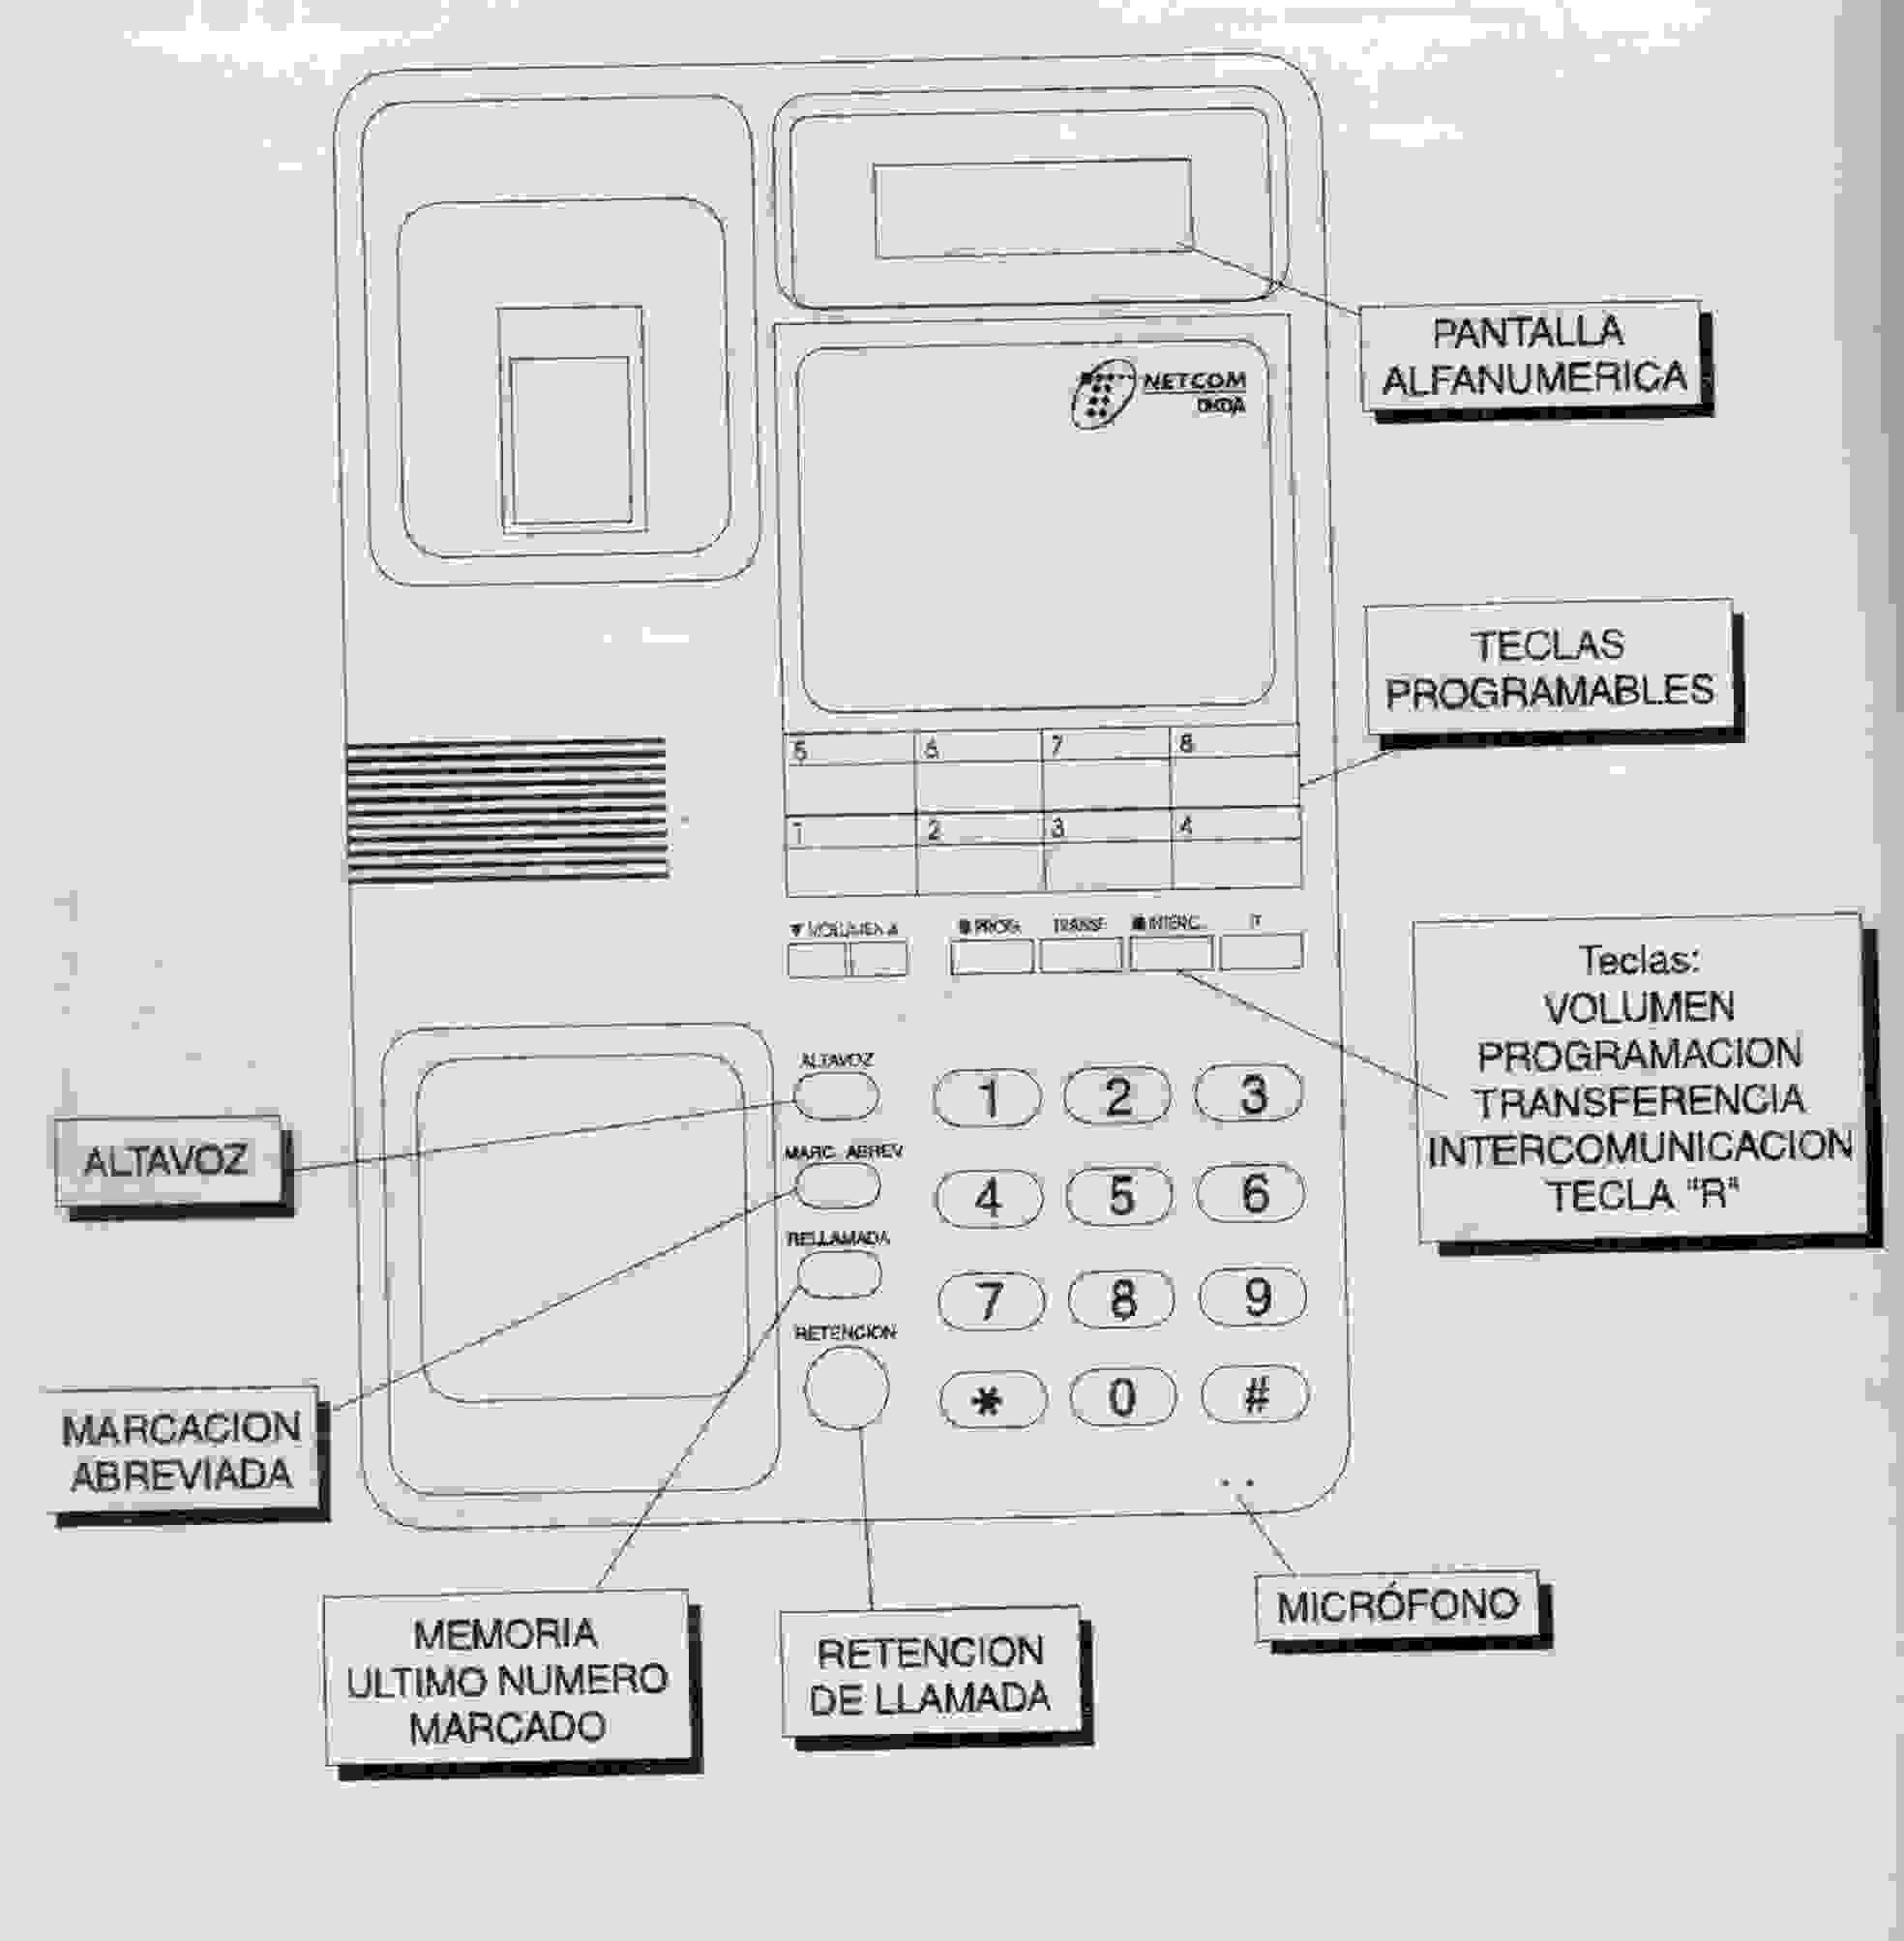 NETCOM
PANTALLA
ALFANUMERICA
TECLAS
PROGRAMABLES
5 6 7 8
1 2 3 4
▼ VOLUMEN ▲ PROG. TRANSF INTERC.
Teclas:
VOLUMEN
PROGRAMACION
TRANSFERENCIA
INTERCOMUNICACION
TECLA "R"
ALTAVOZ
1 2 3
ALTAVOZ
MARC. ABREV
4 5 6
RELLAMADA
7 8 9
RETENCION
* 0 #
MARCACION
ABREVIADA
MEMORIA
ULTIMO NUMERO
MARCADO
RETENCION
DE LLAMADA
MICRÓFONO